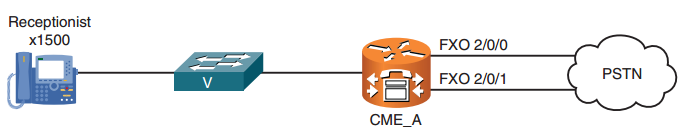 Receptionist
x1500
V
FXO 2/0/0
FXO 2/0/1
PSTN
CME_A